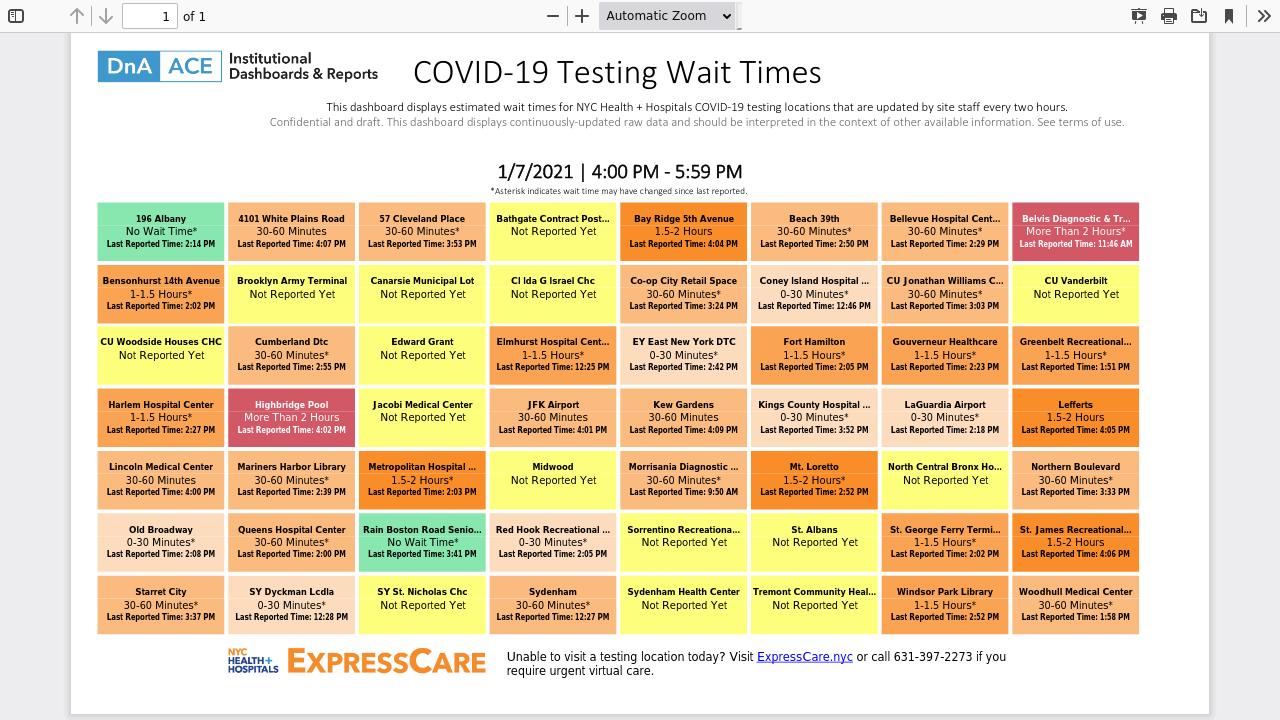 1 of 1 Automatic Zoom
DnA ACE Institutional Dashboards & Reports
COVID-19 Testing Wait Times
This dashboard displays estimated wait times for NYC Health + Hospitals COVID-19 testing locations that are updated by site staff every two hours.
Confidential and draft. This dashboard displays continuously-updated raw data and should be interpreted in the context of other available information. See terms of use.
1/7/2021 | 4:00 PM - 5:59 PM
*Asterisk indicates wait time may have changed since last reported.
196 Albany
No Wait Time*
Last Reported Time: 2:14 PM
4101 White Plains Road
30-60 Minutes
Last Reported Time: 4:07 PM
57 Cleveland Place
30-60 Minutes*
Last Reported Time: 3:53 PM
Bathgate Contract Post...
Not Reported Yet
Bay Ridge 5th Avenue
1.5-2 Hours
Last Reported Time: 4:04 PM
Beach 39th
30-60 Minutes*
Last Reported Time: 2:50 PM
Bellevue Hospital Cent...
30-60 Minutes*
Last Reported Time: 2:29 PM
Belvis Diagnostic & Tr...
More Than 2 Hours*
Last Reported Time: 11:46 AM
Bensonhurst 14th Avenue
1-1.5 Hours*
Last Reported Time: 2:02 PM
Brooklyn Army Terminal
Not Reported Yet
Canarsie Municipal Lot
Not Reported Yet
Cl Ida G Israel Chc
Not Reported Yet
Co-op City Retail Space
30-60 Minutes*
Last Reported Time: 3:24 PM
Coney Island Hospital ...
0-30 Minutes*
Last Reported Time: 12:46 PM
CU Jonathan Williams C...
30-60 Minutes*
Last Reported Time: 3:03 PM
CU Vanderbilt
Not Reported Yet
CU Woodside Houses CHC
Not Reported Yet
Cumberland Dtc
30-60 Minutes*
Last Reported Time: 2:55 PM
Edward Grant
Not Reported Yet
Elmhurst Hospital Cent...
1-1.5 Hours*
Last Reported Time: 12:25 PM
EY East New York DTC
0-30 Minutes*
Last Reported Time: 2:42 PM
Fort Hamilton
1-1.5 Hours*
Last Reported Time: 2:05 PM
Gouverneur Healthcare
1-1.5 Hours*
Last Reported Time: 2:23 PM
Greenbelt Recreational...
1-1.5 Hours*
Last Reported Time: 1:51 PM
Harlem Hospital Center
1-1.5 Hours*
Last Reported Time: 2:27 PM
Highbridge Pool
More Than 2 Hours
Last Reported Time: 4:02 PM
Jacobi Medical Center
Not Reported Yet
JFK Airport
30-60 Minutes
Last Reported Time: 4:01 PM
Kew Gardens
30-60 Minutes
Last Reported Time: 4:09 PM
Kings County Hospital ...
0-30 Minutes*
Last Reported Time: 3:52 PM
LaGuardia Airport
0-30 Minutes*
Last Reported Time: 2:18 PM
Lefferts
1.5-2 Hours
Last Reported Time: 4:05 PM
Lincoln Medical Center
30-60 Minutes
Last Reported Time: 4:00 PM
Mariners Harbor Library
30-60 Minutes*
Last Reported Time: 2:39 PM
Metropolitan Hospital ...
1.5-2 Hours*
Last Reported Time: 2:03 PM
Midwood
Not Reported Yet
Morrisania Diagnostic ...
30-60 Minutes*
Last Reported Time: 9:50 AM
Mt. Loretto
1.5-2 Hours*
Last Reported Time: 2:52 PM
North Central Bronx Ho...
Not Reported Yet
Northern Boulevard
30-60 Minutes*
Last Reported Time: 3:33 PM
Old Broadway
0-30 Minutes*
Last Reported Time: 2:08 PM
Queens Hospital Center
30-60 Minutes*
Last Reported Time: 2:00 PM
Rain Boston Road Senio...
No Wait Time*
Last Reported Time: 3:41 PM
Red Hook Recreational ...
0-30 Minutes*
Last Reported Time: 2:05 PM
Sorrentino Recreationa...
Not Reported Yet
St. Albans
Not Reported Yet
St. George Ferry Termi...
1-1.5 Hours*
Last Reported Time: 2:02 PM
St. James Recreational...
1.5-2 Hours
Last Reported Time: 4:06 PM
Starret City
30-60 Minutes*
Last Reported Time: 3:37 PM
SY Dyckman Lcdla
0-30 Minutes*
Last Reported Time: 12:28 PM
SY St. Nicholas Chc
Not Reported Yet
Sydenham
30-60 Minutes*
Last Reported Time: 12:27 PM
Sydenham Health Center
Not Reported Yet
Tremont Community Heal...
Not Reported Yet
Windsor Park Library
1-1.5 Hours*
Last Reported Time: 2:52 PM
Woodhull Medical Center
30-60 Minutes*
Last Reported Time: 1:58 PM
NYC
HEALTH+
HOSPITALS
EXPRESSCARE
Unable to visit a testing location today? Visit ExpressCare.nyc or call 631-397-2273 if you
require urgent virtual care.